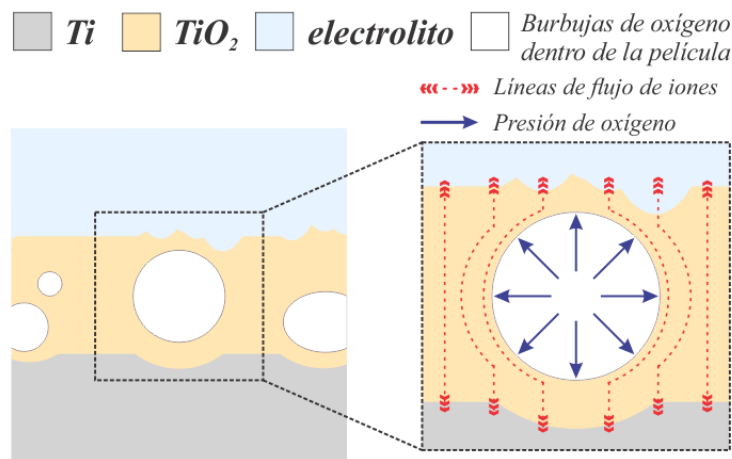 Ti TiO₂ electrolito Burbujas de oxígeno
dentro de la película
Líneas de flujo de iones
Presión de oxígeno